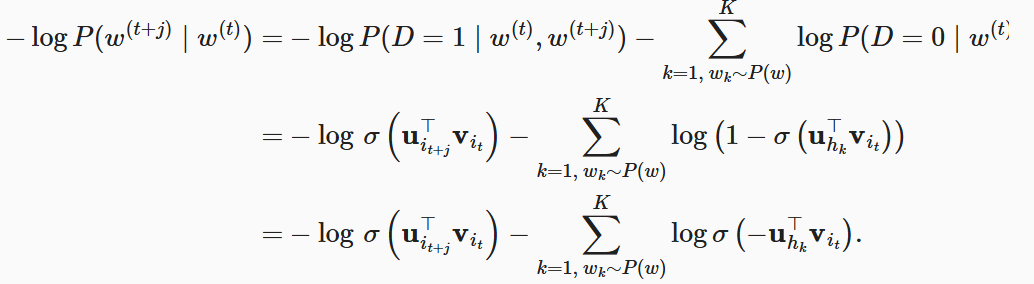 − log P(w^{(t+j)} ∣ w^{(t)}) = − log P(D = 1 ∣ w^{(t)}, w^{(t+j)}) − ∑_{k=1, w_k∼P(w)}^{K} log P(D = 0 ∣ w^{(t)}
= − log σ (𝐮_{i_{t+j}}^⊤ 𝐯_{i_t}) − ∑_{k=1, w_k∼P(w)}^{K} log (1 − σ (𝐮_{h_k}^⊤ 𝐯_{i_t}))
= − log σ (𝐮_{i_{t+j}}^⊤ 𝐯_{i_t}) − ∑_{k=1, w_k∼P(w)}^{K} log σ (−𝐮_{h_k}^⊤ 𝐯_{i_t}).